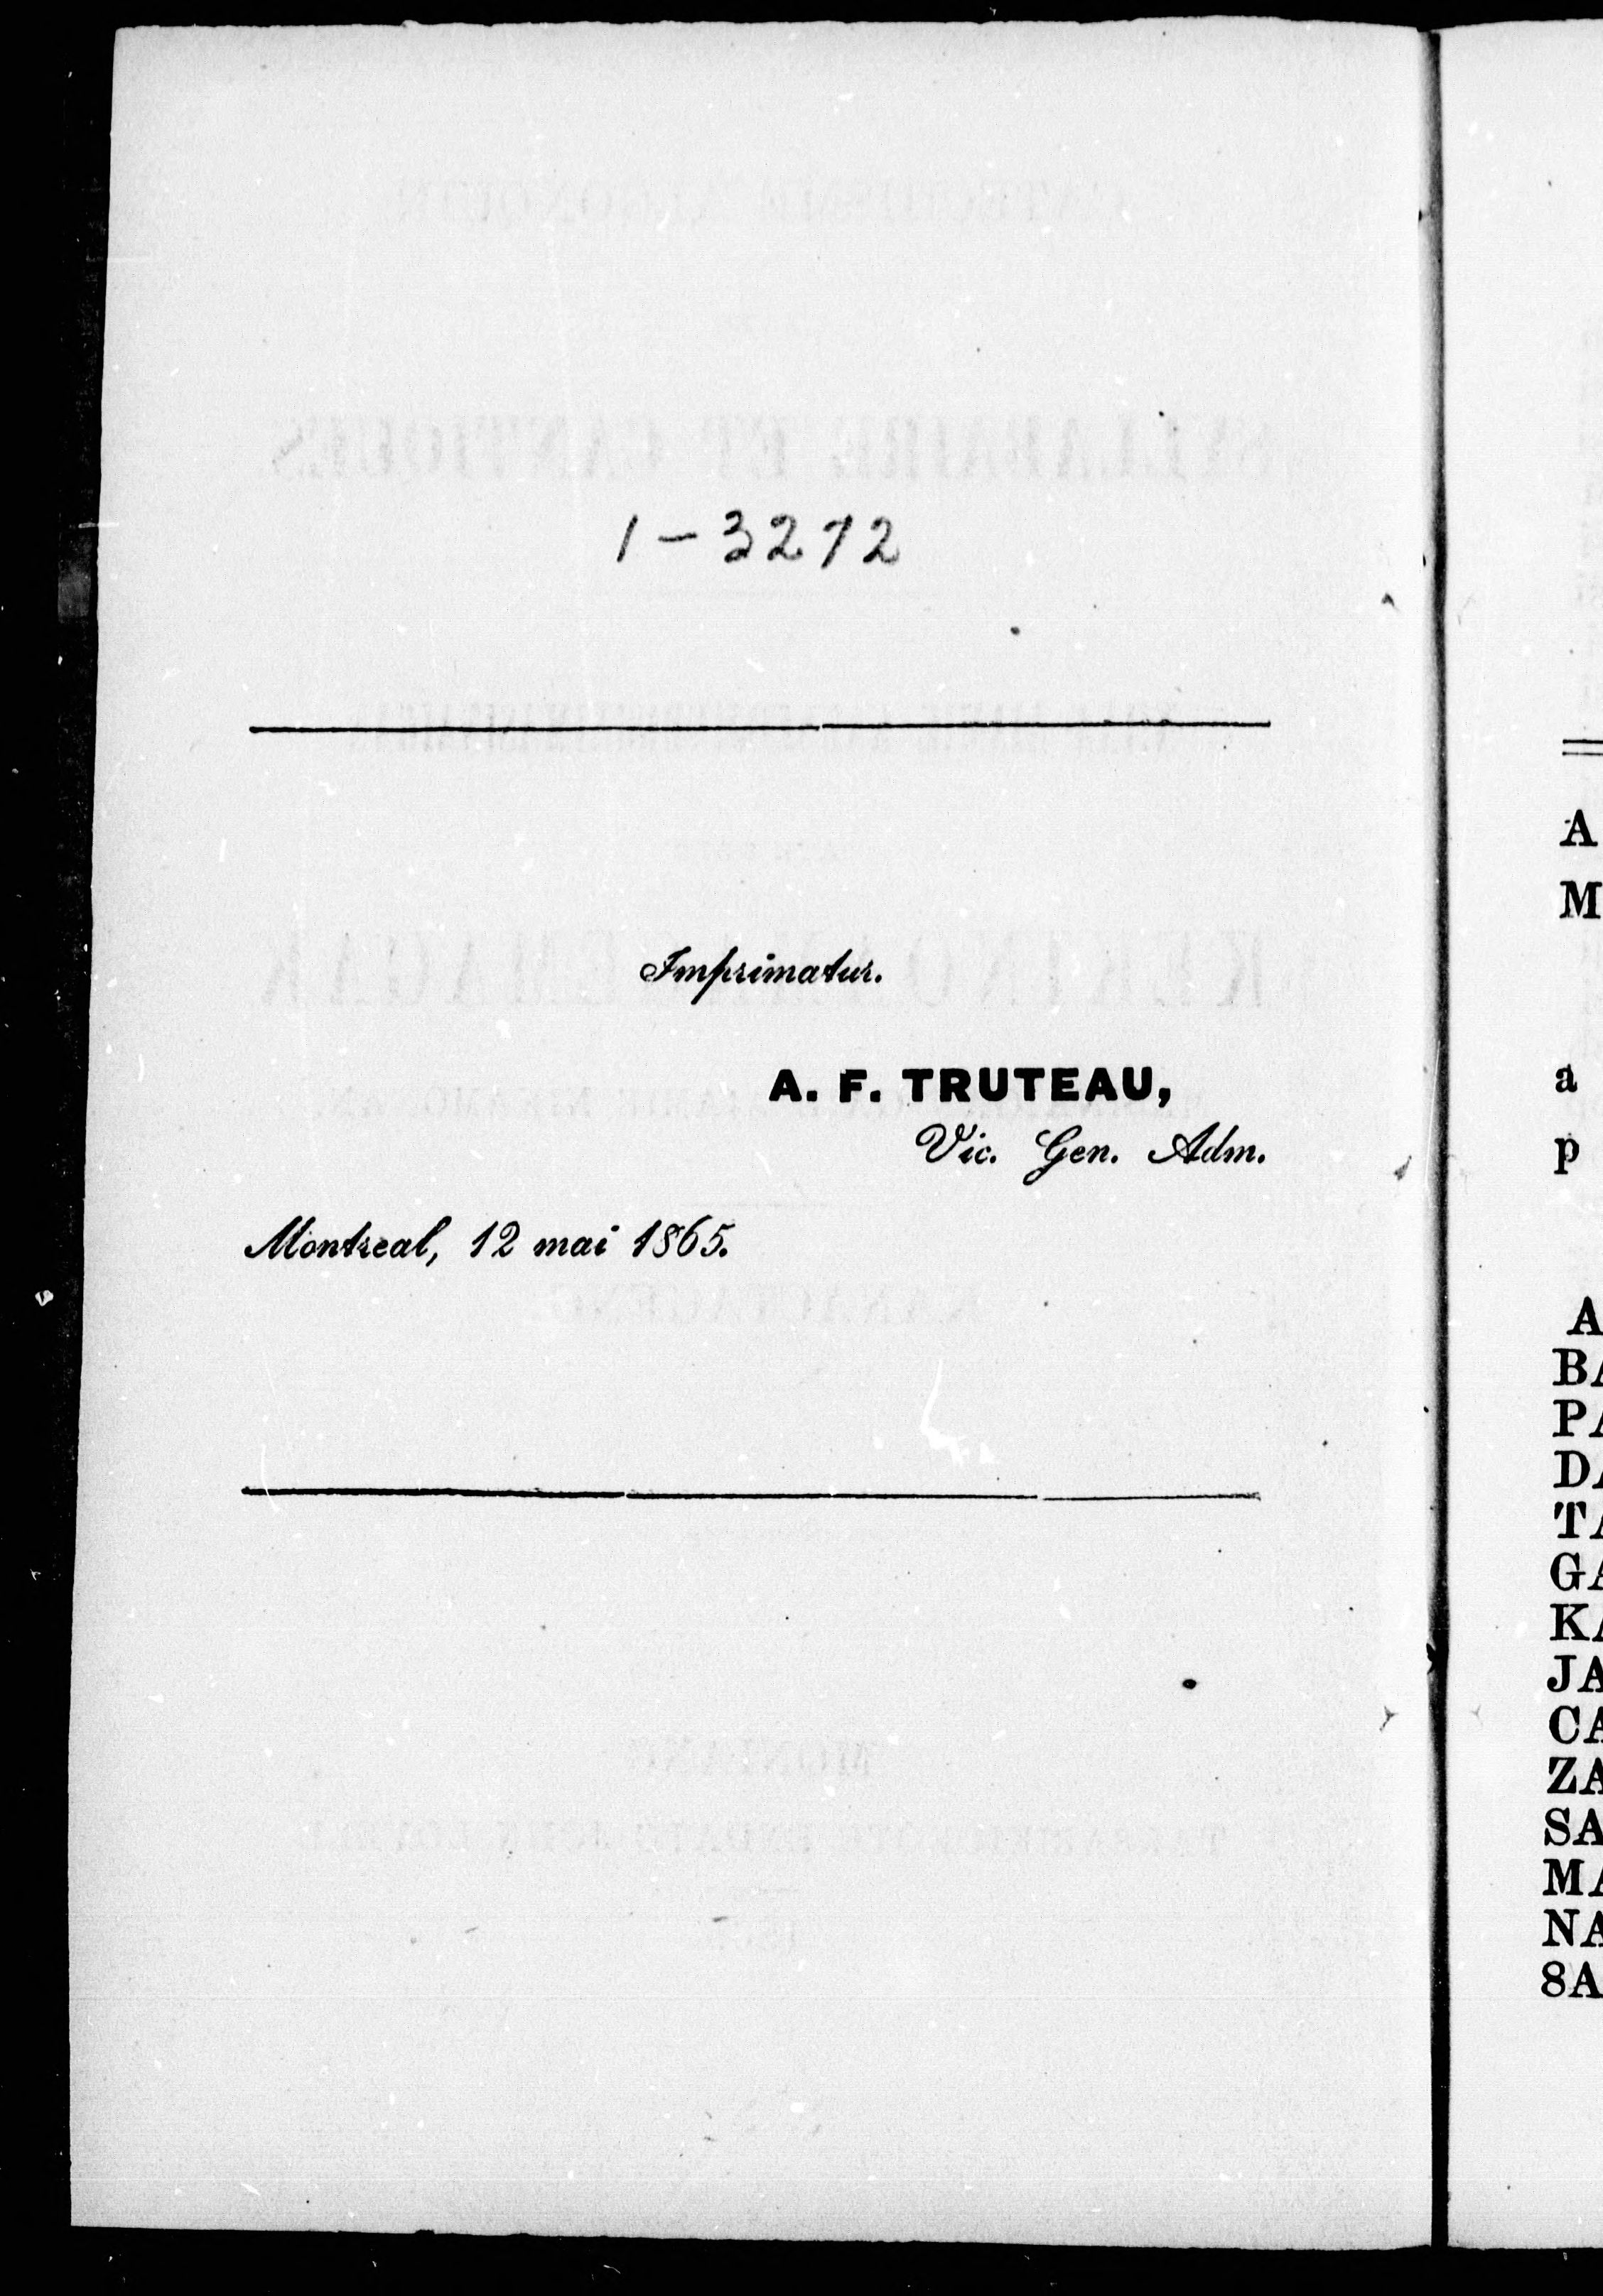 1-3272
Imprimatur.
A. F. TRUTEAU,
Vic. Gen. Adm.
Montreal, 12 mai 1865.
A
M
a
p
A
BA
PA
DA
TA
GA
KA
JA
CA
ZA
SA
MA
NA
8A